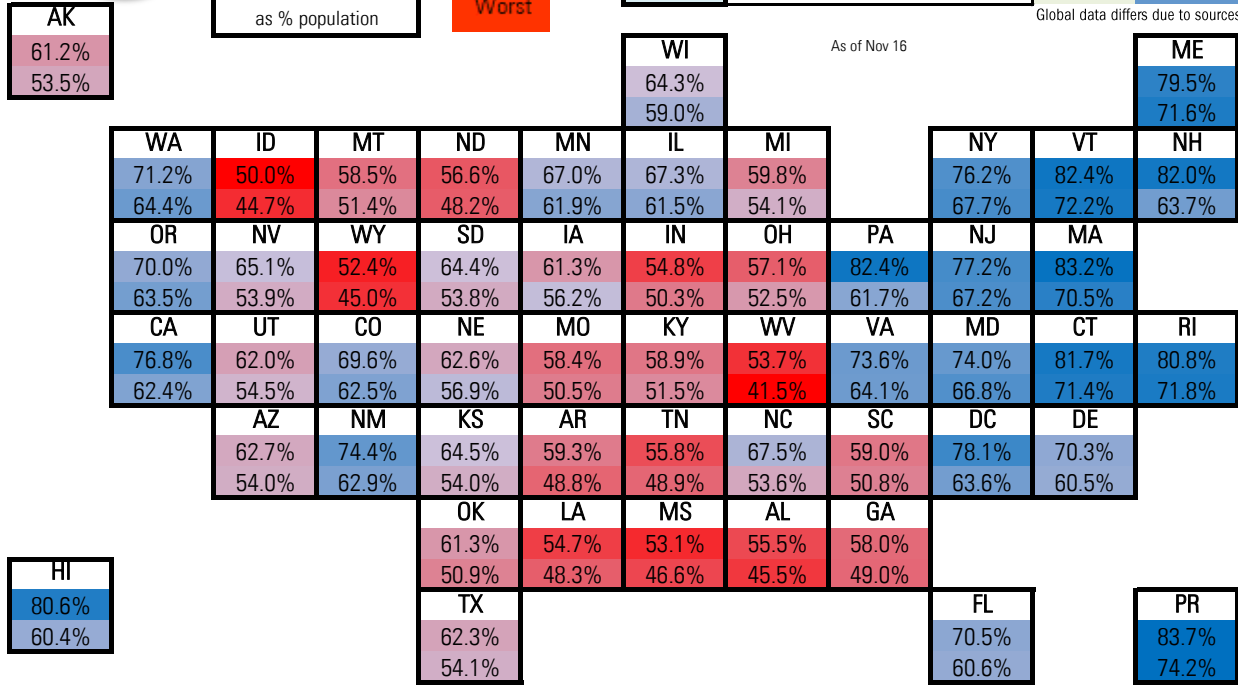 Worst
as % population
Global data differs due to sources
As of Nov 16
AK
61.2%
53.5%
WI ME
64.3% 79.5%
59.0% 71.6%
WA ID MT ND MN IL MI NY VT NH
71.2% 50.0% 58.5% 56.6% 67.0% 67.3% 59.8% 76.2% 82.4% 82.0%
64.4% 44.7% 51.4% 48.2% 61.9% 61.5% 54.1% 67.7% 72.2% 63.7%
OR NV WY SD IA IN OH PA NJ MA
70.0% 65.1% 52.4% 64.4% 61.3% 54.8% 57.1% 82.4% 77.2% 83.2%
63.5% 53.9% 45.0% 53.8% 56.2% 50.3% 52.5% 61.7% 67.2% 70.5%
CA UT CO NE MO KY WV VA MD CT RI
76.8% 62.0% 69.6% 62.6% 58.4% 58.9% 53.7% 73.6% 74.0% 81.7% 80.8%
62.4% 54.5% 62.5% 56.9% 50.5% 51.5% 41.5% 64.1% 66.8% 71.4% 71.8%
AZ NM KS AR TN NC SC DC DE
62.7% 74.4% 64.5% 59.3% 55.8% 67.5% 59.0% 78.1% 70.3%
54.0% 62.9% 54.0% 48.8% 48.9% 53.6% 50.8% 63.6% 60.5%
OK LA MS AL GA
61.3% 54.7% 53.1% 55.5% 58.0%
50.9% 48.3% 46.6% 45.5% 49.0%
HI
80.6%
60.4%
TX FL PR
62.3% 70.5% 83.7%
54.1% 60.6% 74.2%